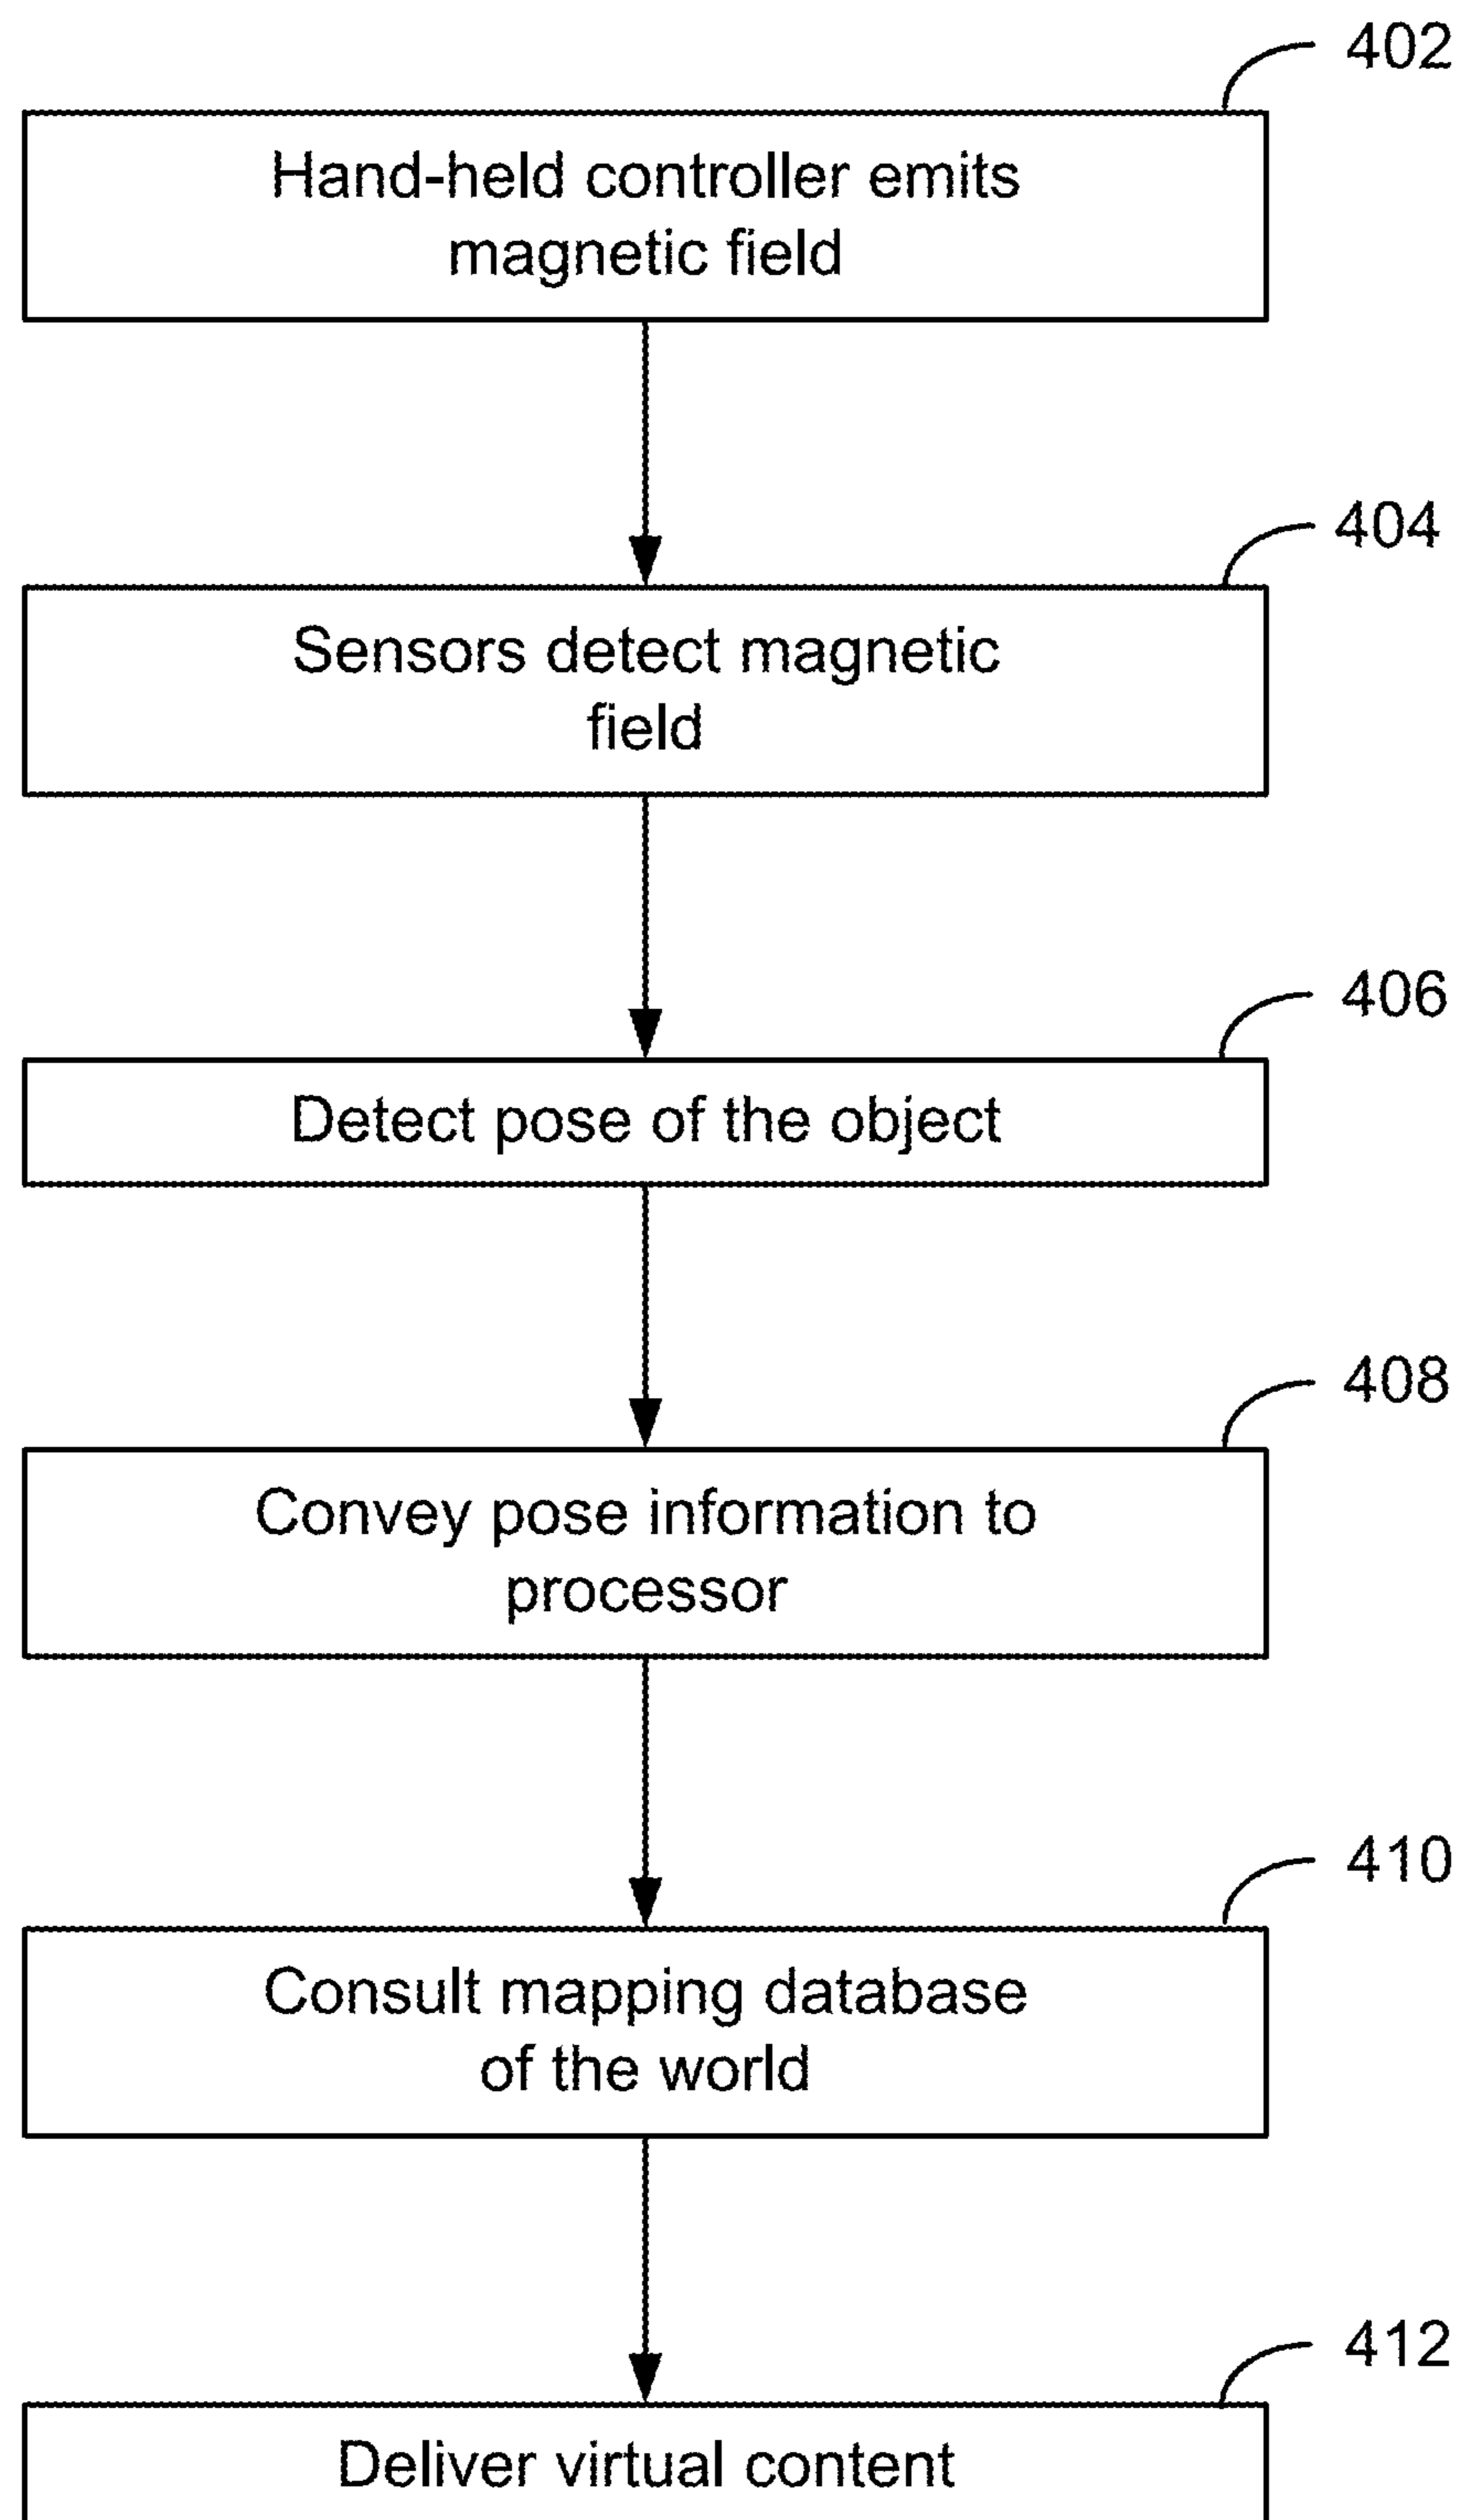 402
Hand-held controller emits
magnetic field
404
Sensors detect magnetic
field
406
Detect pose of the object
408
Convey pose information to
processor
410
Consult mapping database
of the world
412
Deliver virtual content